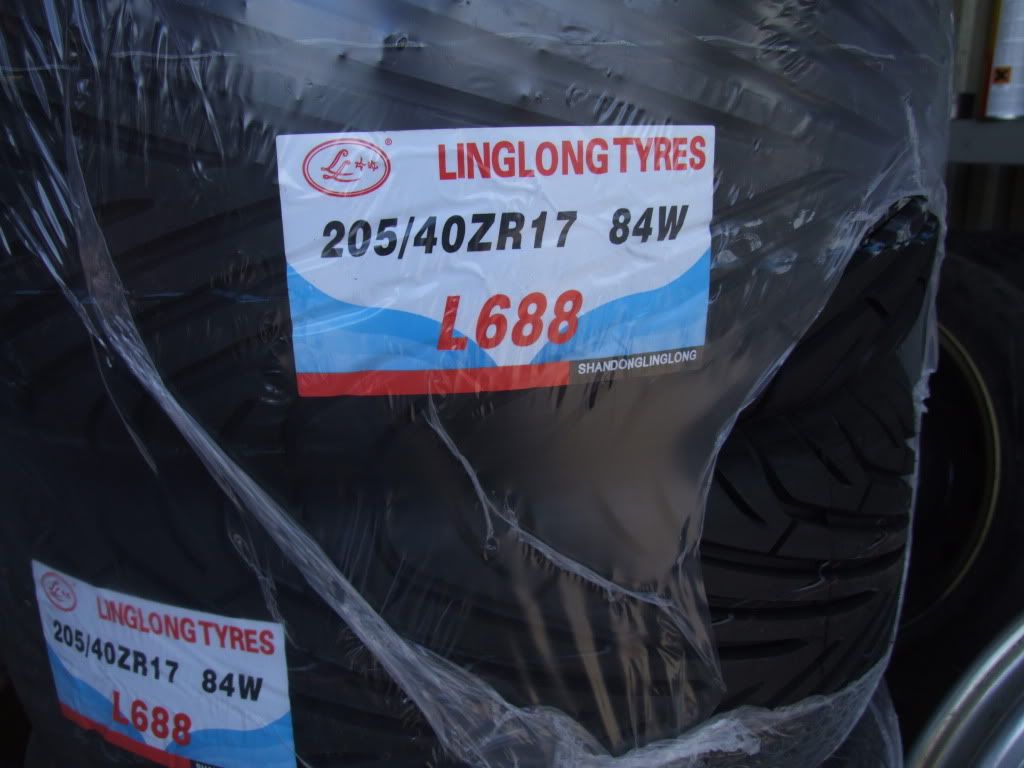 LINGLONG TYRES
®
205/40ZR17 84W
L688
SHANDONGLINGLONG
LINGLONG TYRES
205/40ZR17 84W
L688